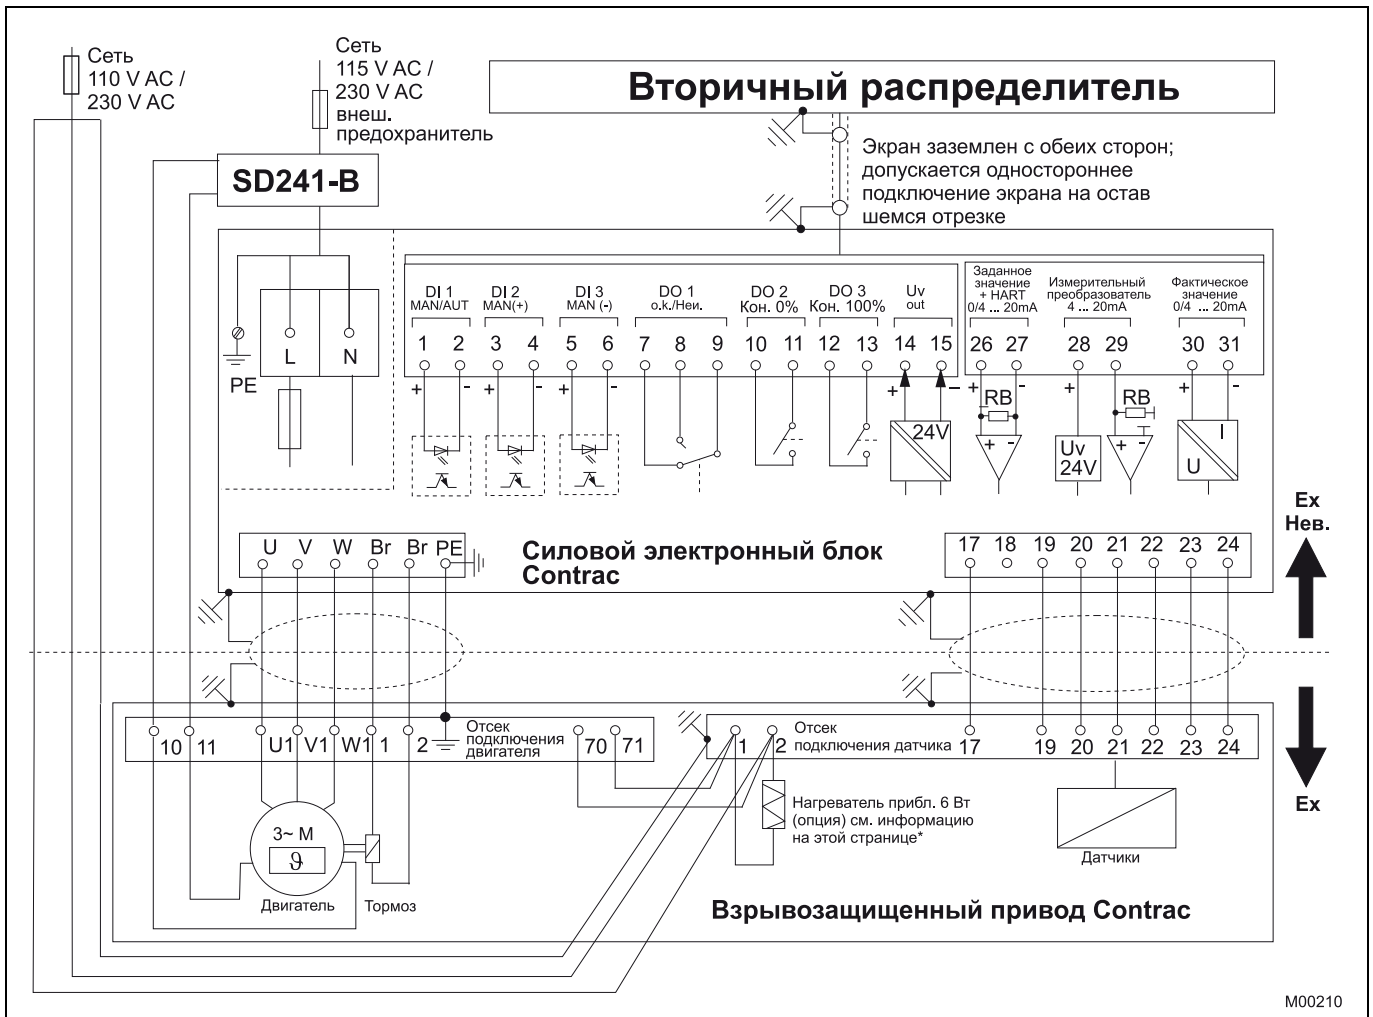 Сеть
110 V AC /
230 V AC
Сеть
115 V AC /
230 V AC
внеш.
предохранитель
Вторичный распределитель
Экран заземлен с обеих сторон;
допускается одностороннее
подключение экрана на остав
шемся отрезке
SD241-B
L N
PE
DI 1
MAN/AUT
DI 2
MAN(+)
DI 3
MAN (-)
DO 1
o.k./Неи.
DO 2
Кон. 0%
DO 3
Кон. 100%
Uv
out
Заданное
значение
+ HART
0/4 ... 20mA
Измерительный
преобразователь
4 ... 20mA
Фактическое
значение
0/4 ... 20mA
1 2 3 4 5 6 7 8 9 10 11 12 13 14 15 26 27 28 29 30 31
+ - + - + - + – + - + + -
RB RB
24V
+ -
Uv
24V
+ -
I
U
Ex
Нев.
U V W Br Br PE
Силовой электронный блок
Contrac
17 18 19 20 21 22 23 24
10 11 U1 V1 W1 1 2
Отсек
подключения
двигателя
70 71
1 2
Отсек
подключения датчика
17 19 20 21 22 23 24
Ex
3~ M
ϑ
Двигатель
Тормоз
Нагреватель прибл. 6 Вт
(опция) см. информацию
на этой странице*
Датчики
Взрывозащищенный привод Contrac
M00210